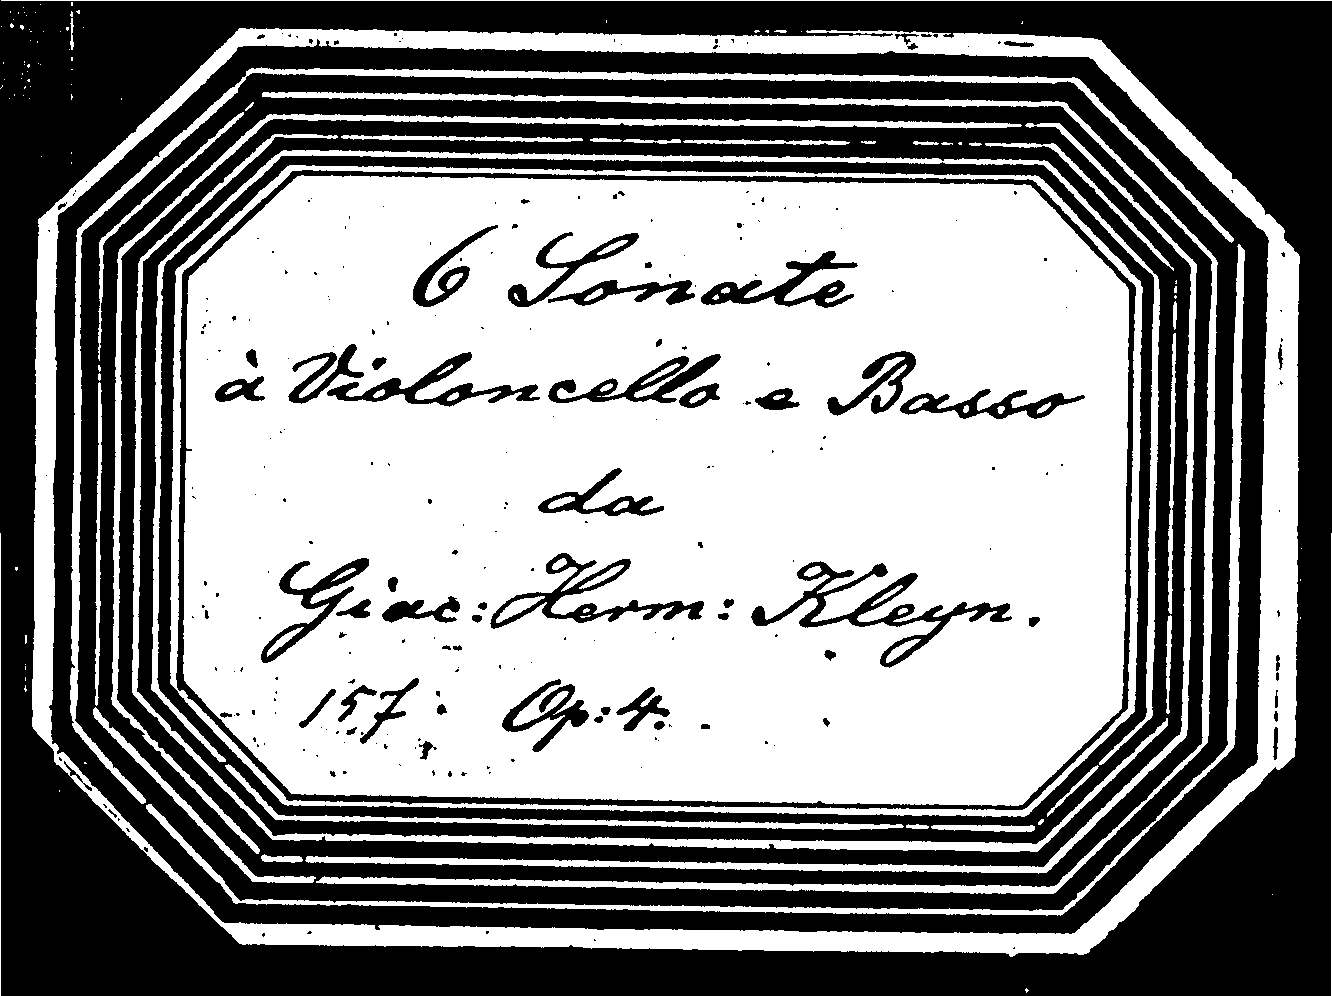 6 Sonate
à Violoncello e Basso
da
Giac: Herm: Kleyn.
157. Op: 4.